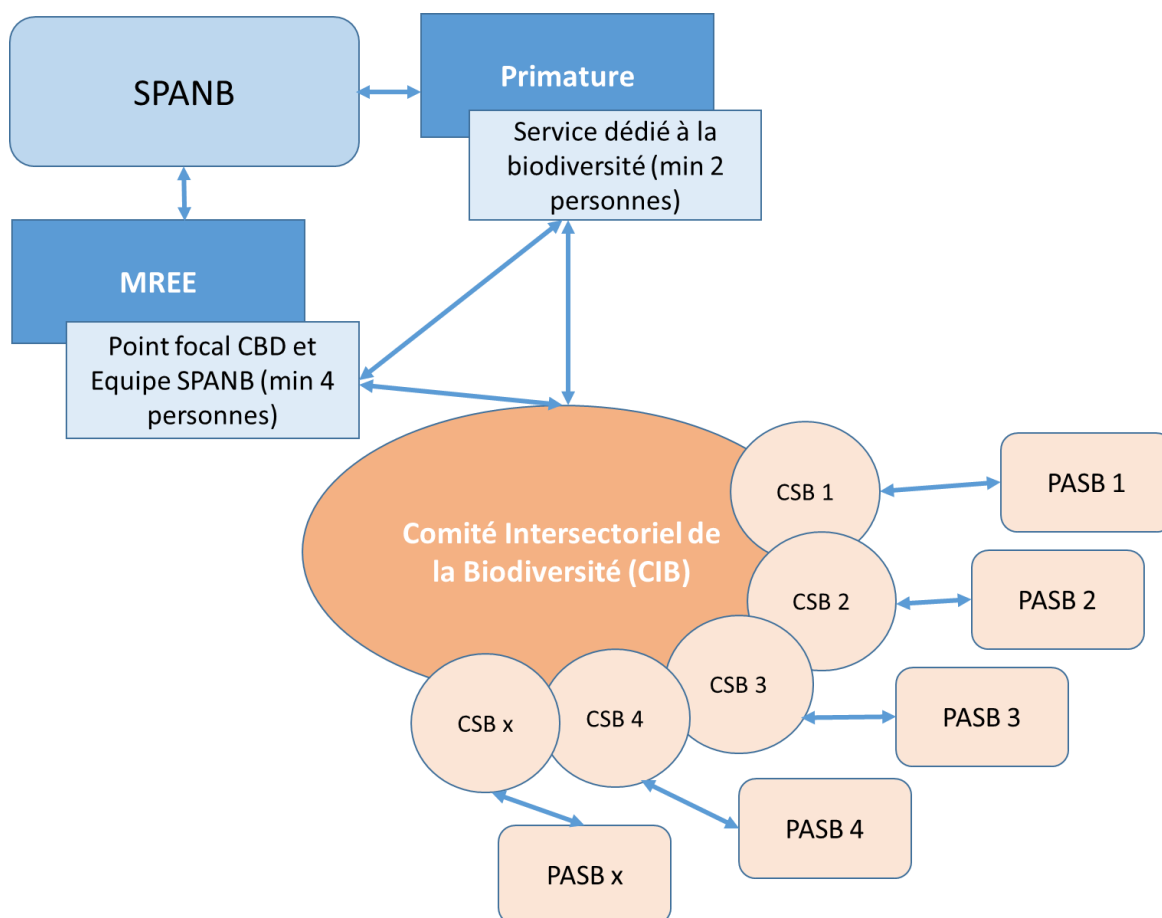 SPANB
Primature
Service dédié à la
biodiversité (min 2
personnes)
MREE
Point focal CBD et
Equipe SPANB (min 4
personnes)
Comité Intersectoriel de
la Biodiversité (CIB)
CSB 1
PASB 1
CSB 2
PASB 2
CSB 3
PASB 3
CSB 4
PASB 4
CSB x
PASB x